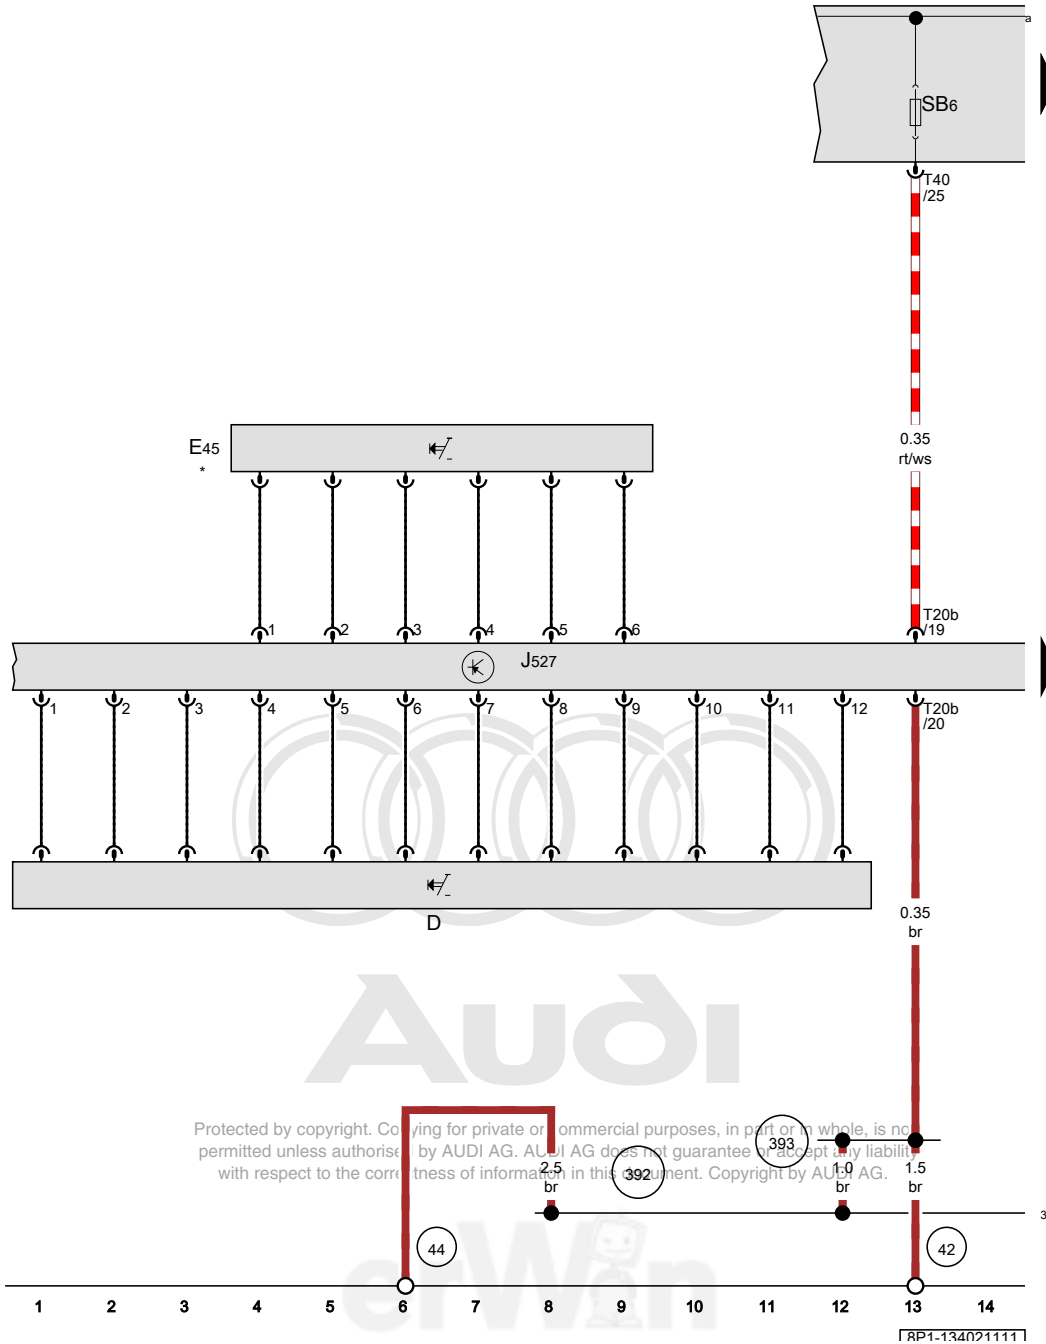 a
SB6
T40
/25
0.35
rt/ws
E45
*
T20b
/19
1 2 3 4 5 6
J527
1 2 3 4 5 6 7 8 9 10 11 12
T20b
/20
D
0.35
br
Audi
Protected by copyright. Copying for private or commercial purposes, in part or in whole, is not
permitted unless authorised by AUDI AG. AUDI AG does not guarantee or accept any liability
with respect to the correctness of information in this document. Copyright by AUDI AG.
393
392
2.5
br
1.0
br
1.5
br
3
44
42
erWin
1 2 3 4 5 6 7 8 9 10 11 12 13 14
8P1-134021111